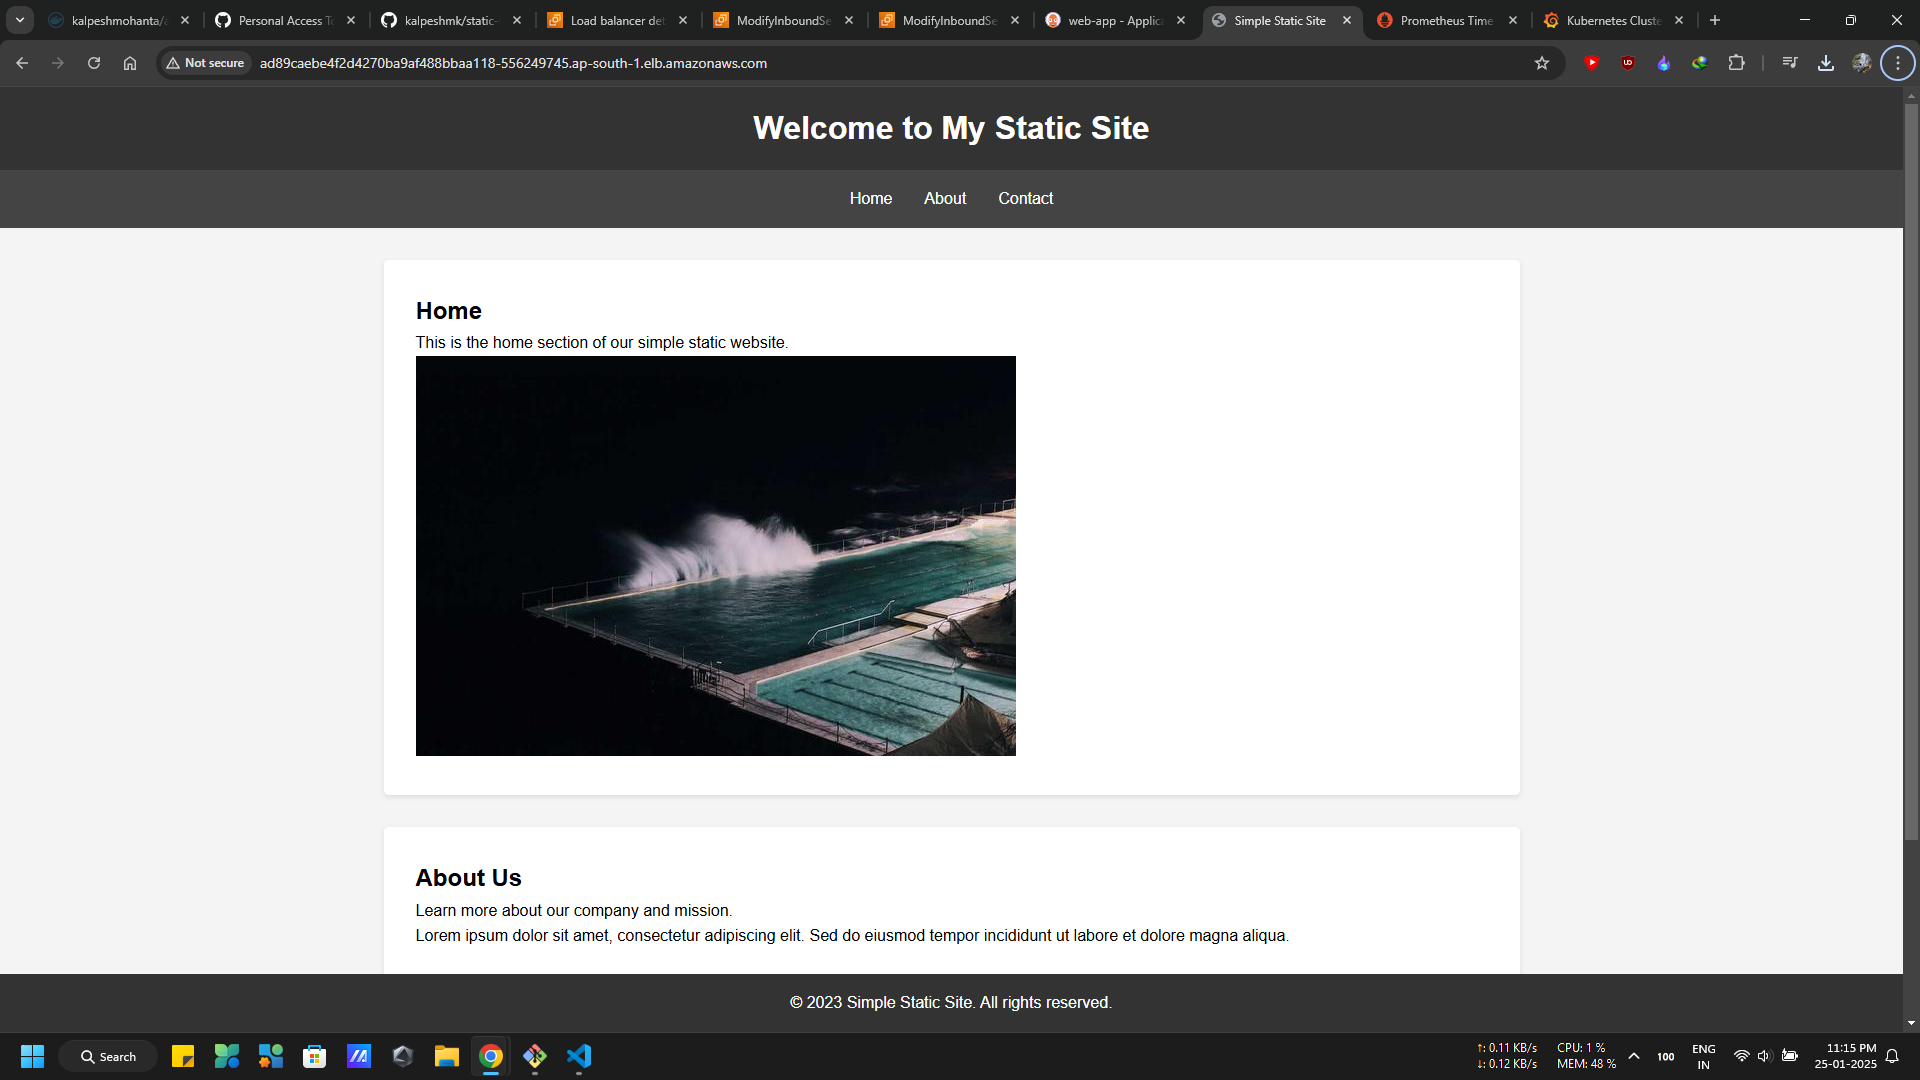 kalpeshmohanta/a
Personal Access To
kalpeshmk/static-s
Load balancer det
ModifyInboundSe
ModifyInboundSe
web-app - Applica
Simple Static Site
Prometheus Time
Kubernetes Cluste
Not secure
ad89caebe4f2d4270ba9af488bbaa118-556249745.ap-south-1.elb.amazonaws.com
Welcome to My Static Site
Home About Contact
Home
This is the home section of our simple static website.
About Us
Learn more about our company and mission.
Lorem ipsum dolor sit amet, consectetur adipiscing elit. Sed do eiusmod tempor incididunt ut labore et dolore magna aliqua.
© 2023 Simple Static Site. All rights reserved.
Search
↑: 0.11 KB/s
↓: 0.12 KB/s
CPU: 1 %
MEM: 48 %
100
ENG
IN
11:15 PM
25-01-2025